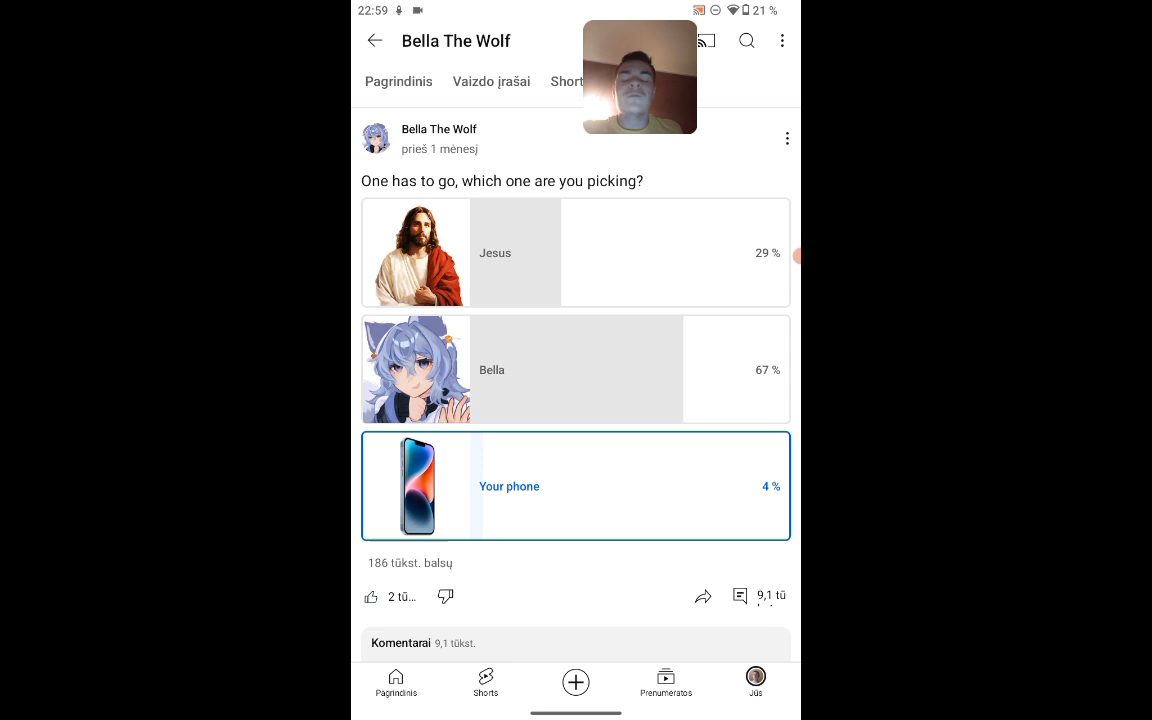 22:59
21 %
Bella The Wolf
Pagrindinis
Vaizdo įrašai
Short
Bella The Wolf
prieš 1 mėnesį
One has to go, which one are you picking?
Jesus
29 %
Bella
67 %
Your phone
4 %
186 tūkst. balsų
2 tū...
9,1 tū
Komentarai 9,1 tūkst.
Pagrindinis
Shorts
Prenumeratos
Jūs